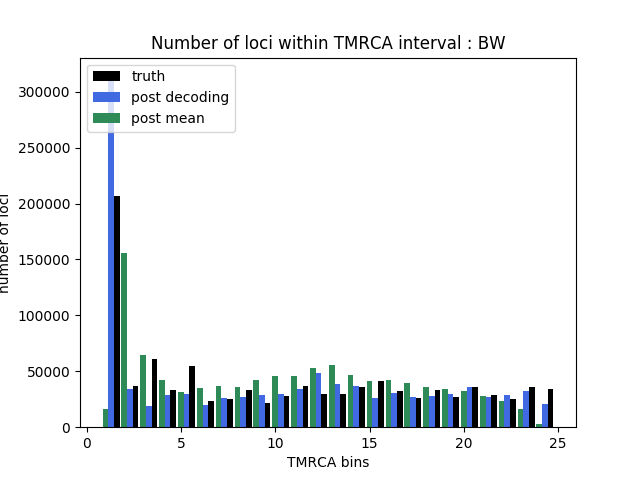 Number of loci within TMRCA interval : BW
truth
post decoding
post mean
number of loci
300000
250000
200000
150000
100000
50000
0
0 5 10 15 20 25
TMRCA bins